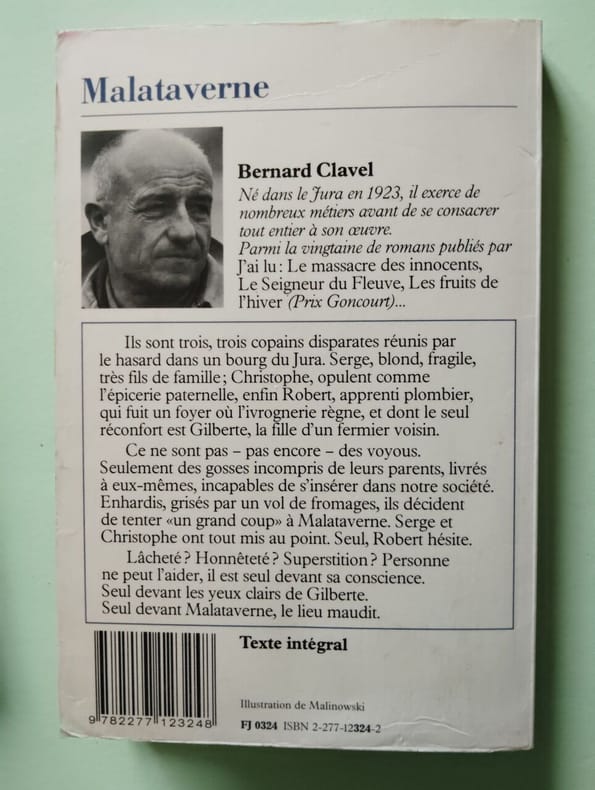 Malataverne
Bernard Clavel
Né dans le Jura en 1923, il exerce de
nombreux métiers avant de se consacrer
tout entier à son œuvre.
Parmi la vingtaine de romans publiés par
J'ai lu : Le massacre des innocents,
Le Seigneur du Fleuve, Les fruits de
l'hiver (Prix Goncourt)...
Ils sont trois, trois copains disparates réunis par
le hasard dans un bourg du Jura. Serge, blond, fragile,
très fils de famille ; Christophe, opulent comme
l'épicerie paternelle, enfin Robert, apprenti plombier,
qui fuit un foyer où l'ivrognerie règne, et dont le seul
réconfort est Gilberte, la fille d'un fermier voisin.
Ce ne sont pas – pas encore – des voyous.
Seulement des gosses incompris de leurs parents, livrés
à eux-mêmes, incapables de s'insérer dans notre société.
Enhardis, grisés par un vol de fromages, ils décident
de tenter «un grand coup» à Malataverne. Serge et
Christophe ont tout mis au point. Seul, Robert hésite.
Lâcheté ? Honnêteté ? Superstition ? Personne
ne peut l'aider, il est seul devant sa conscience.
Seul devant les yeux clairs de Gilberte.
Seul devant Malataverne, le lieu maudit.
Texte intégral
Illustration de Malinowski
FJ 0324 ISBN 2-277-12324-2
9 782277 123248